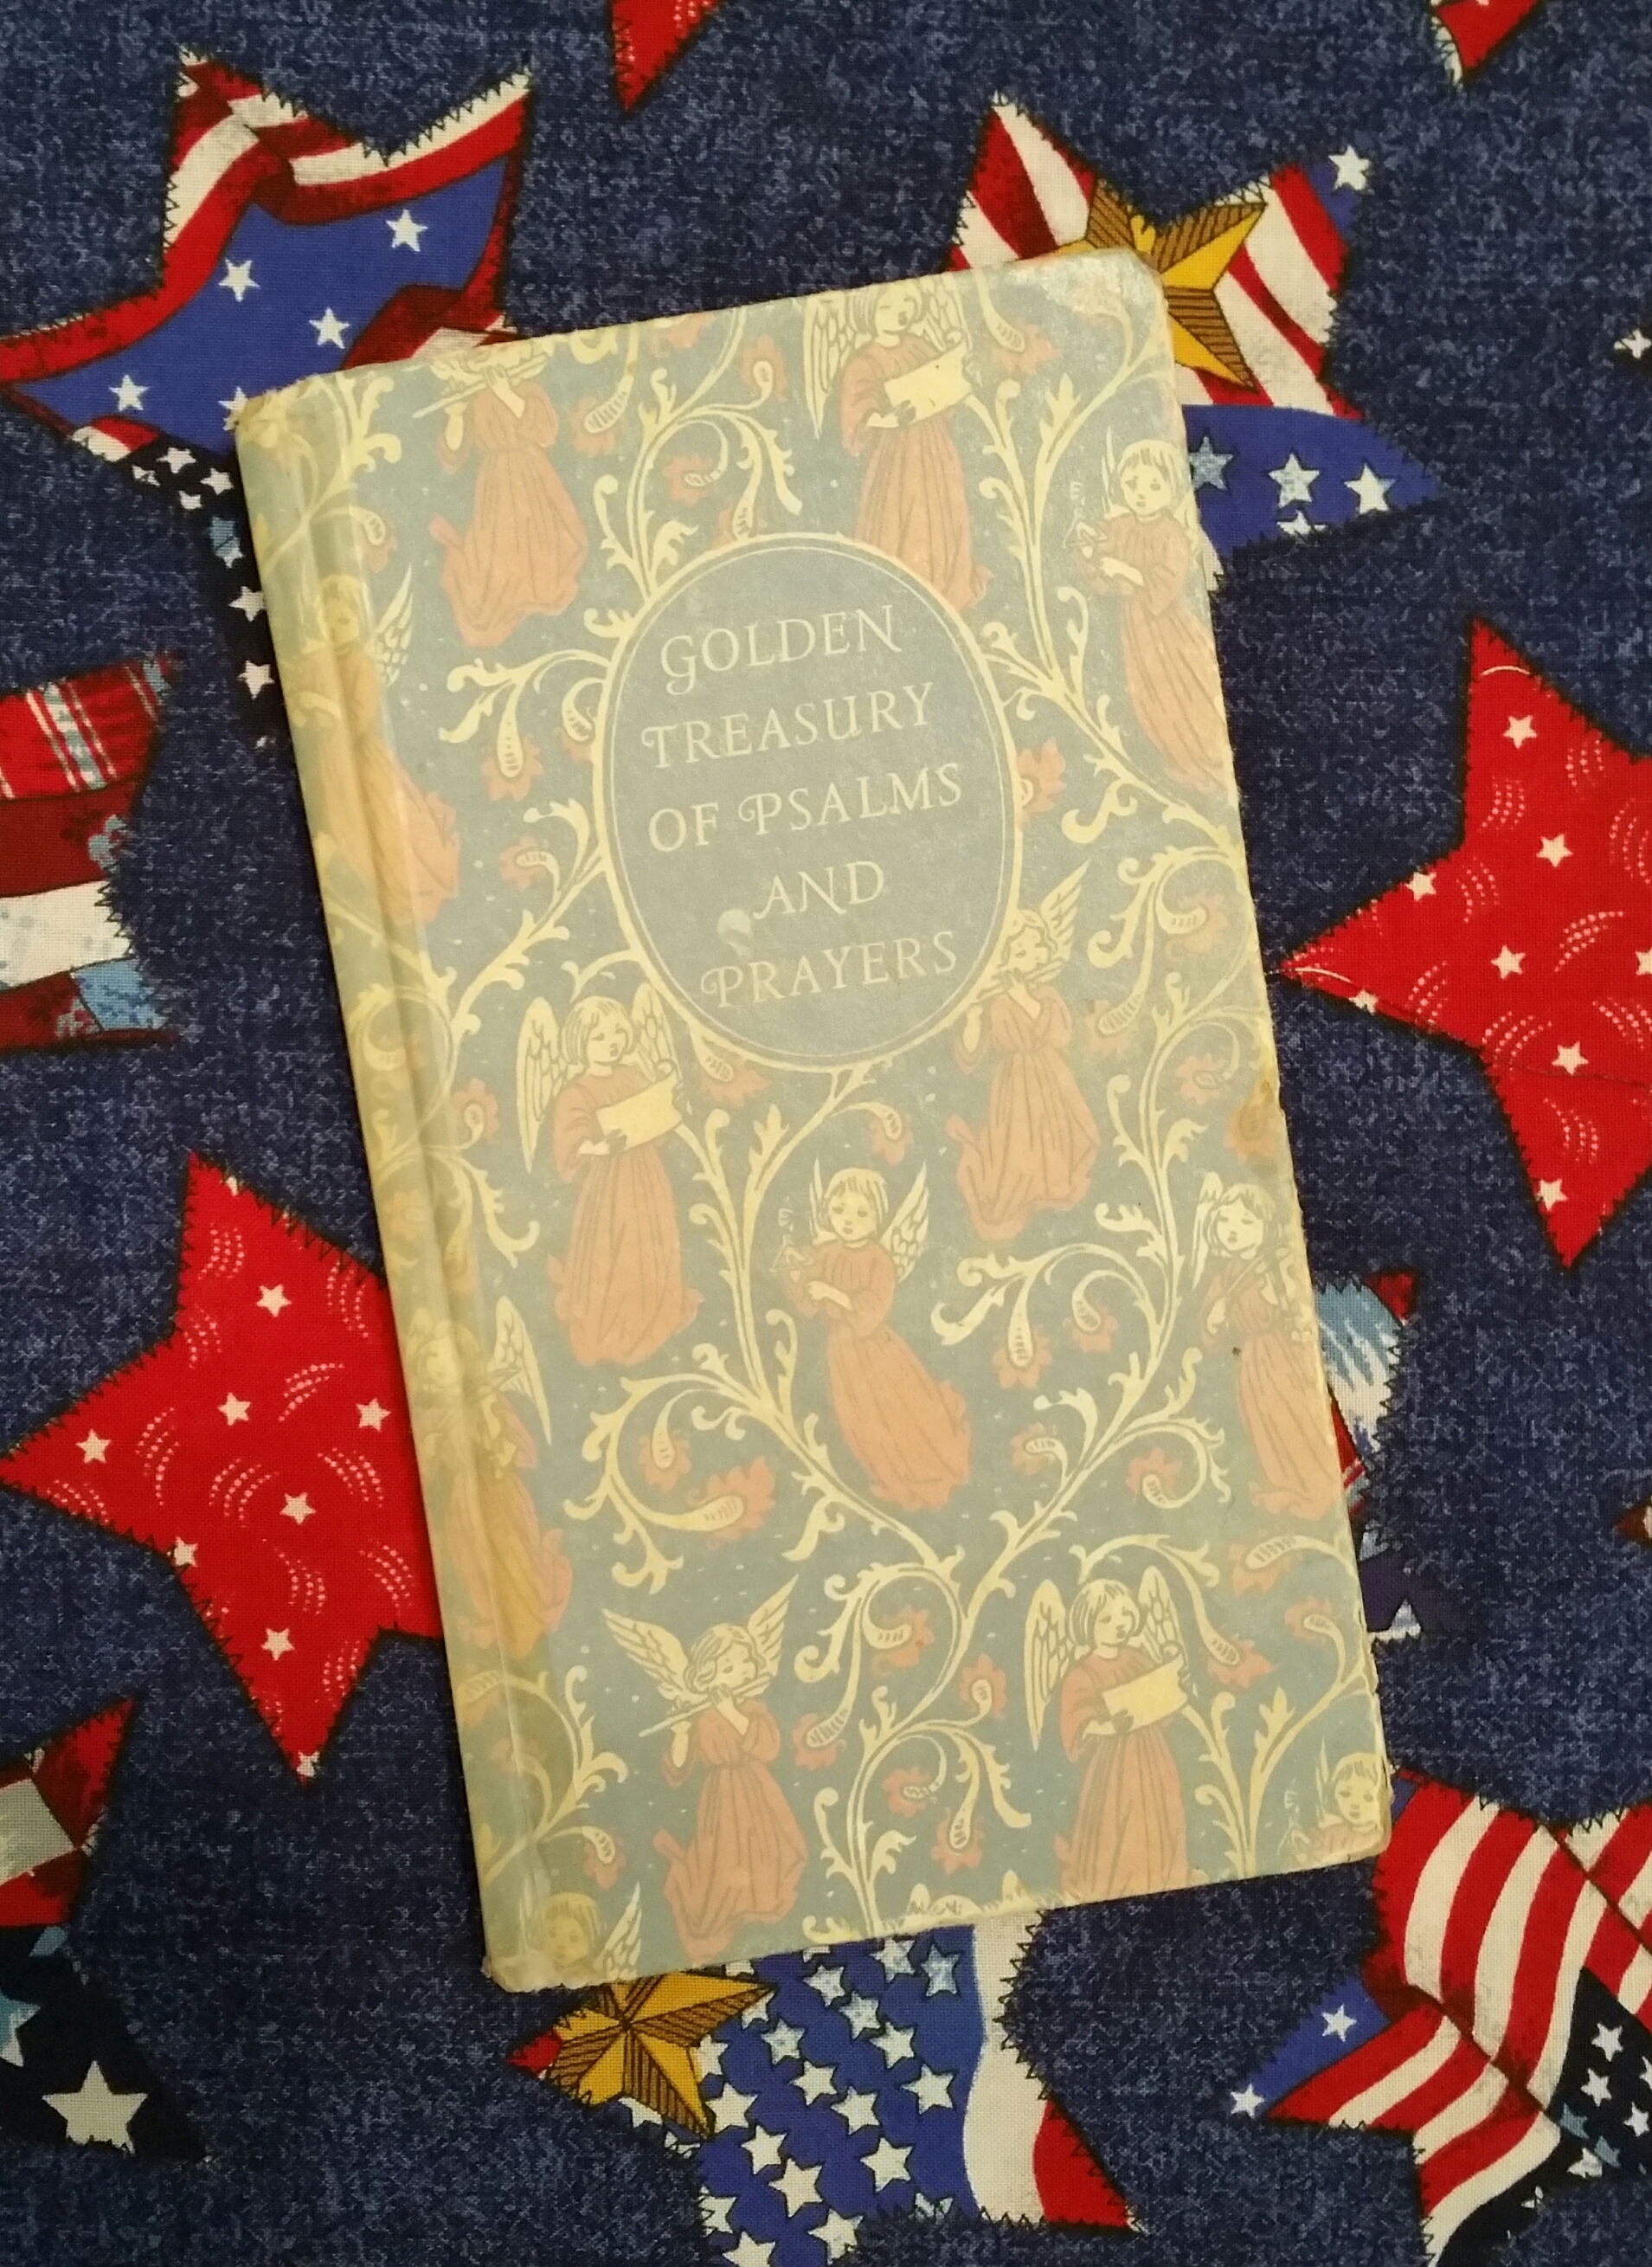 GOLDEN
TREASURY
OF PSALMS
AND
PRAYERS